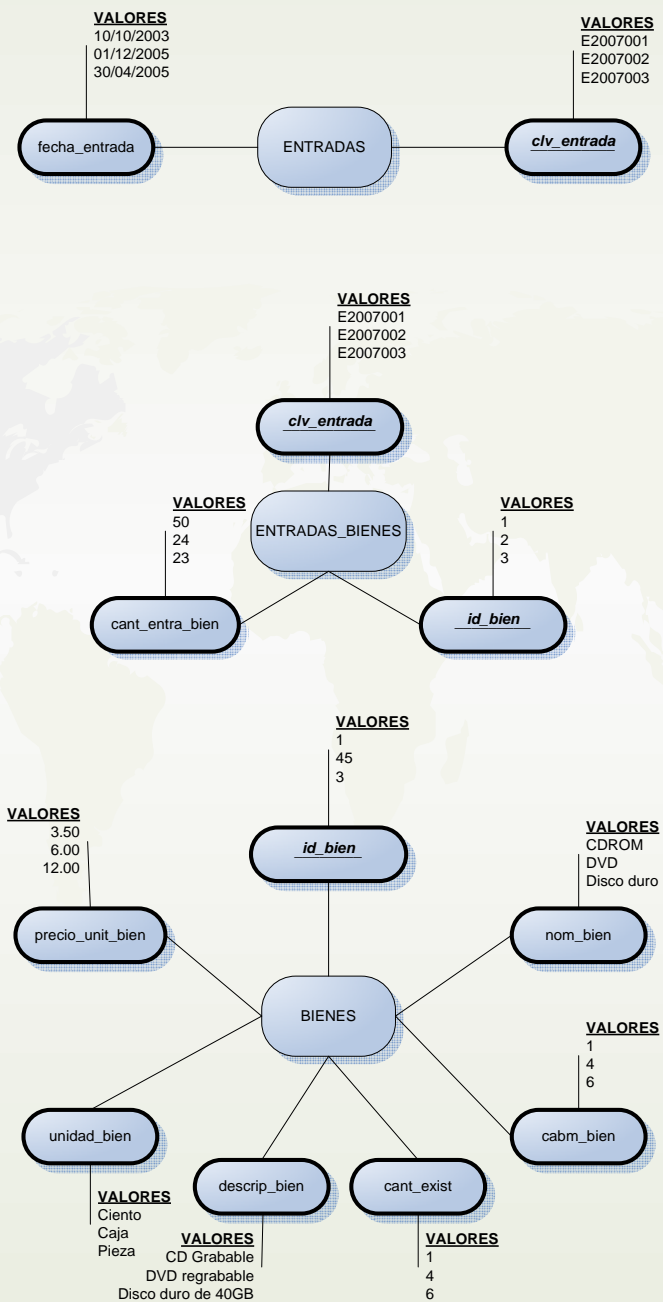 VALORES
10/10/2003
01/12/2005
30/04/2005
VALORES
E2007001
E2007002
E2007003
fecha_entrada
ENTRADAS
clv_entrada
VALORES
E2007001
E2007002
E2007003
clv_entrada
VALORES
50
24
23
ENTRADAS_BIENES
VALORES
1
2
3
cant_entra_bien
id_bien
VALORES
1
45
3
VALORES
3.50
6.00
12.00
id_bien
VALORES
CDROM
DVD
Disco duro
precio_unit_bien
nom_bien
BIENES
VALORES
1
4
6
unidad_bien
cabm_bien
descrip_bien
cant_exist
VALORES
Ciento
Caja
Pieza
VALORES
CD Grabable
DVD regrabable
Disco duro de 40GB
VALORES
1
4
6